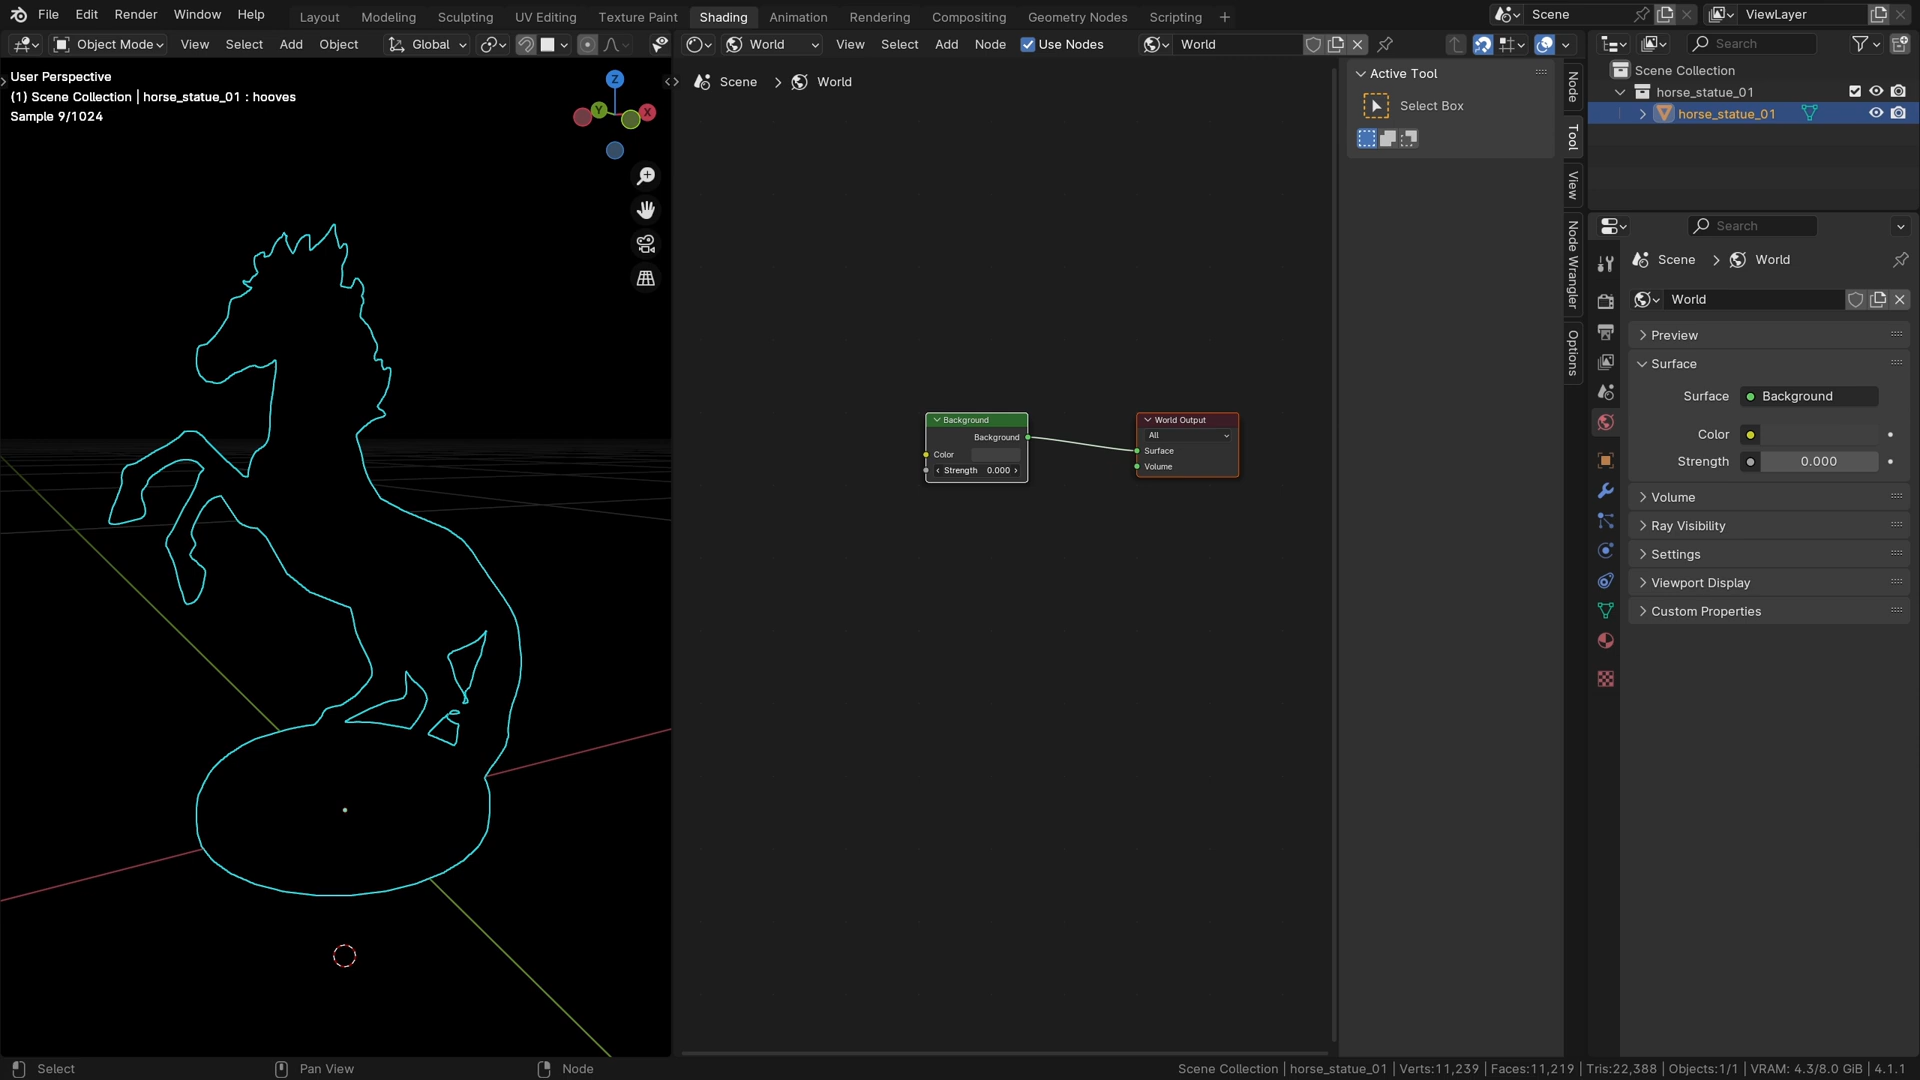 File Edit Render Window Help
Layout Modeling Sculpting UV Editing Texture Paint Shading Animation Rendering Compositing Geometry Nodes Scripting +
Scene
ViewLayer
Object Mode View Select Add Object Global
World View Select Add Node Use Nodes World
Search
User Perspective
(1) Scene Collection | horse_statue_01 : hooves
Sample 9/1024
Z
Y
X
Scene > World
Background
Background
Color
Strength 0.000
World Output
All
Surface
Volume
Active Tool
Select Box
Node
Tool
View
Node Wrangler
Options
Scene Collection
horse_statue_01
horse_statue_01
Search
Scene > World
World
Preview
Surface
Surface Background
Color
Strength 0.000
Volume
Ray Visibility
Settings
Viewport Display
Custom Properties
Select Pan View Node
Scene Collection | horse_statue_01 | Verts:11,239 | Faces:11,219 | Tris:22,388 | Objects:1/1 | VRAM: 4.3/8.0 GiB | 4.1.1